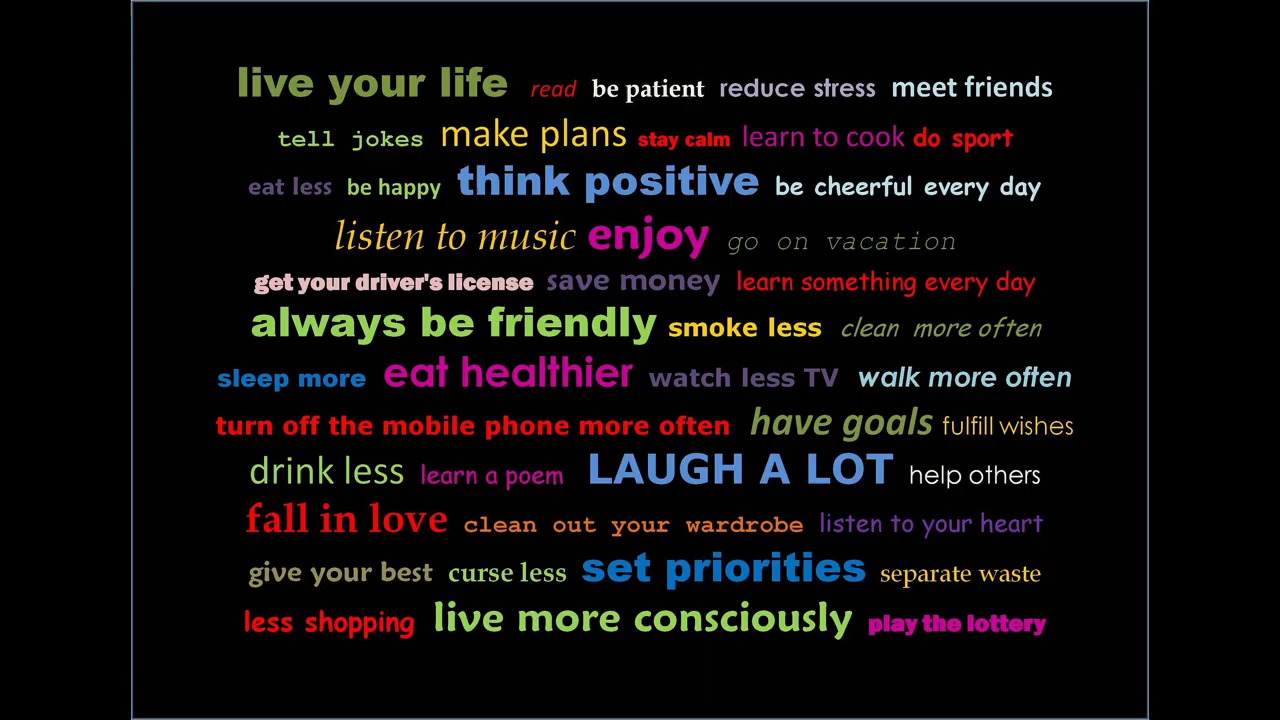 live your life read be patient reduce stress meet friends
tell jokes make plans stay calm learn to cook do sport
eat less be happy think positive be cheerful every day
listen to music enjoy go on vacation
get your driver's license save money learn something every day
always be friendly smoke less clean more often
sleep more eat healthier watch less TV walk more often
turn off the mobile phone more often have goals fulfill wishes
drink less learn a poem LAUGH A LOT help others
fall in love clean out your wardrobe listen to your heart
give your best curse less set priorities separate waste
less shopping live more consciously play the lottery